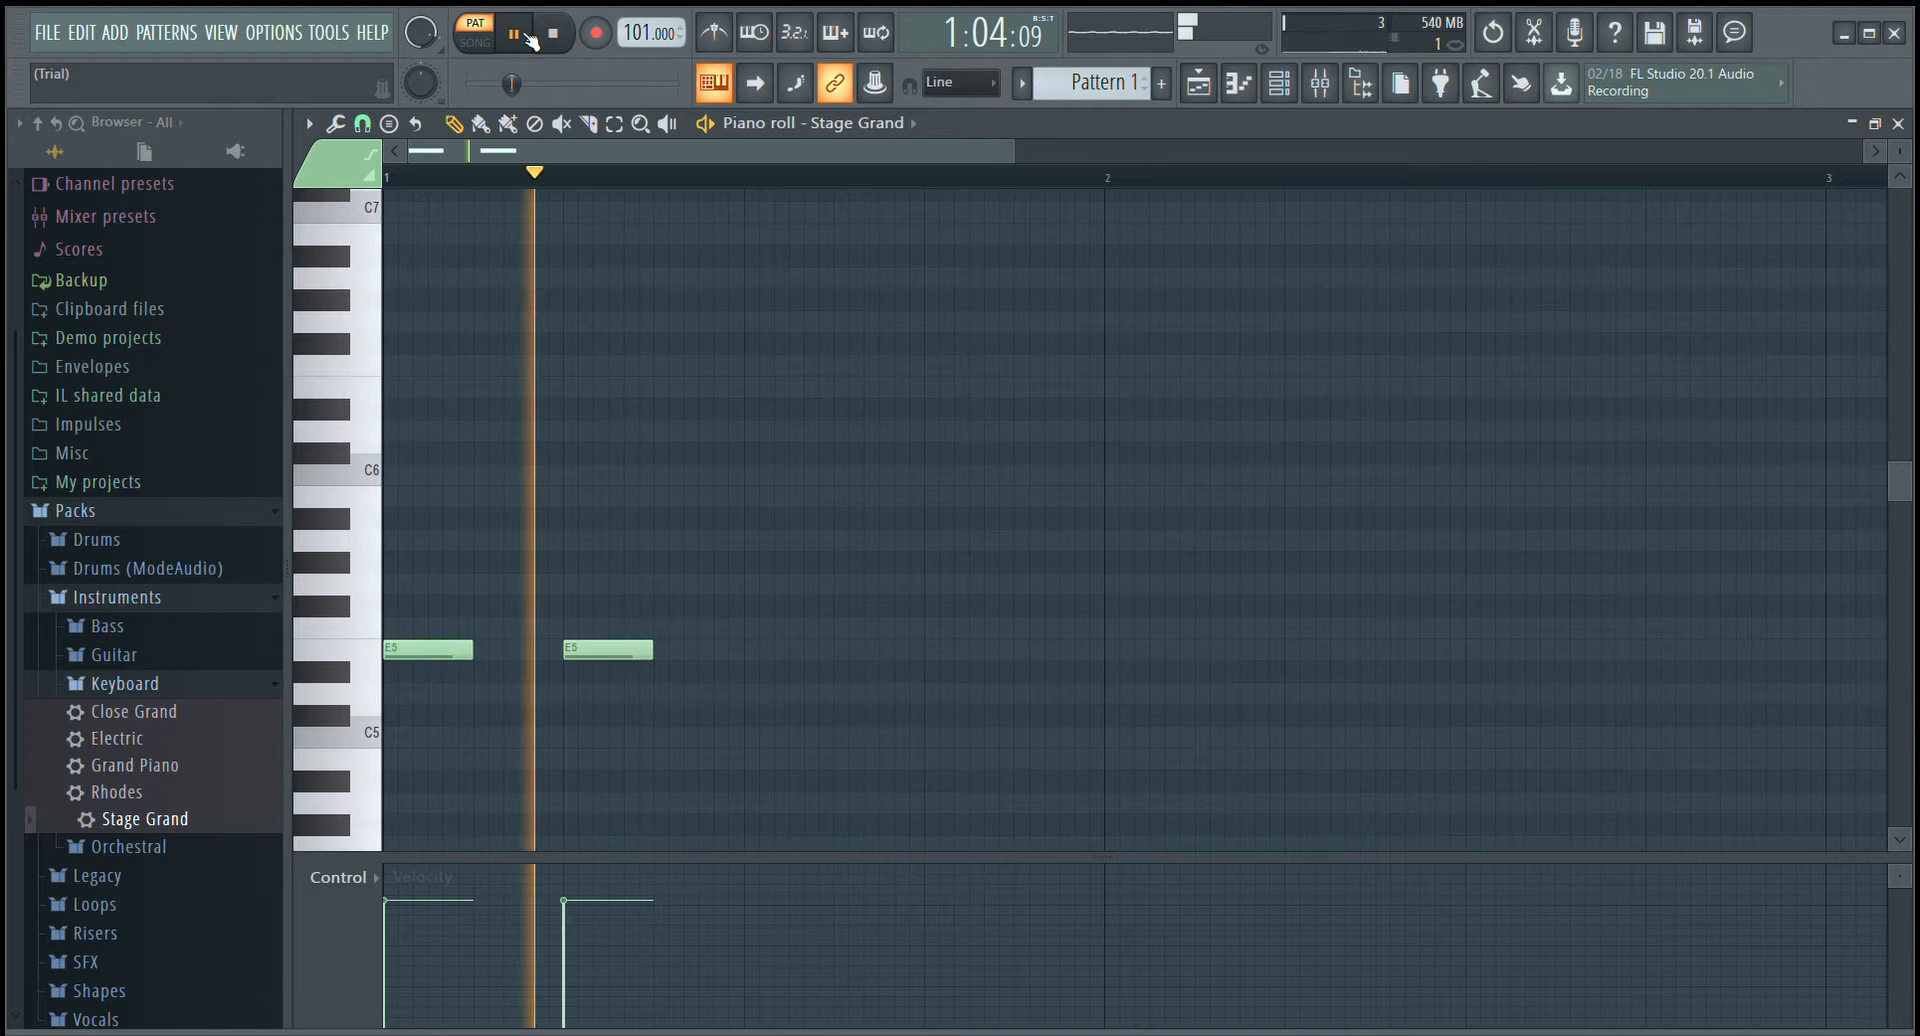 FILE EDIT ADD PATTERNS VIEW OPTIONS TOOLS HELP
PAT
SONG
101.000
3.2.
1:04:09
B:S:T
3
540 MB
1
(Trial)
Line
Pattern 1
02/18 FL Studio 20.1 Audio
Recording
Browser - All
Piano roll - Stage Grand
Channel presets
Mixer presets
Scores
Backup
Clipboard files
Demo projects
Envelopes
IL shared data
Impulses
Misc
My projects
Packs
Drums
Drums (ModeAudio)
Instruments
Bass
Guitar
Keyboard
Close Grand
Electric
Grand Piano
Rhodes
Stage Grand
Orchestral
Legacy
Loops
Risers
SFX
Shapes
Vocals
1
2
3
C7
C6
E5
E5
C5
Control
Velocity